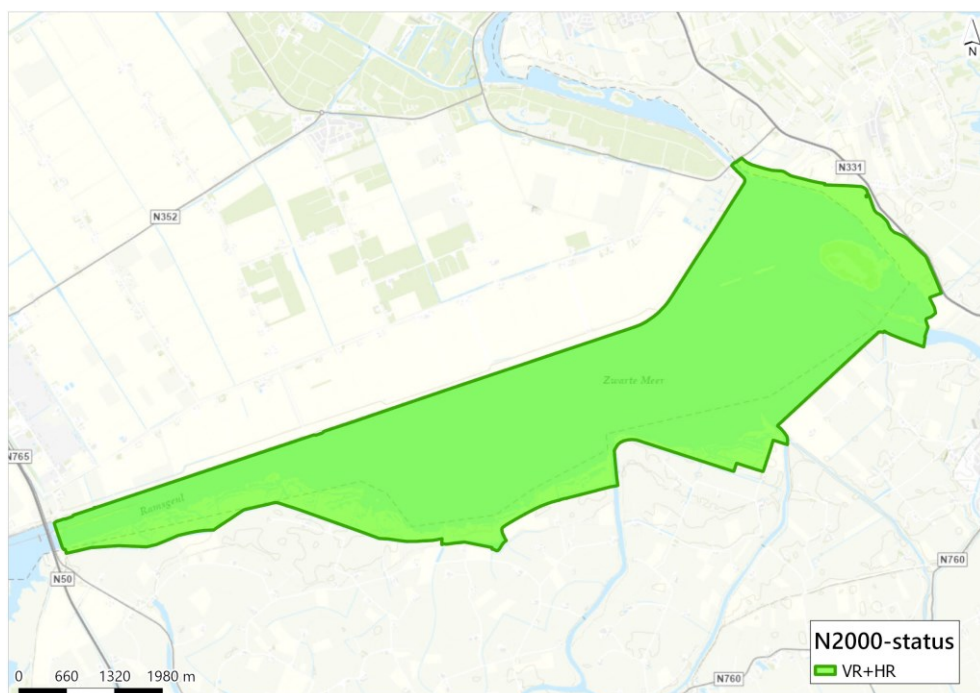 N
N331
N352
Zwarte Meer
N765
Ramsgeul
N50
N760
N2000-status
VR+HR
0 660 1320 1980 m
N760